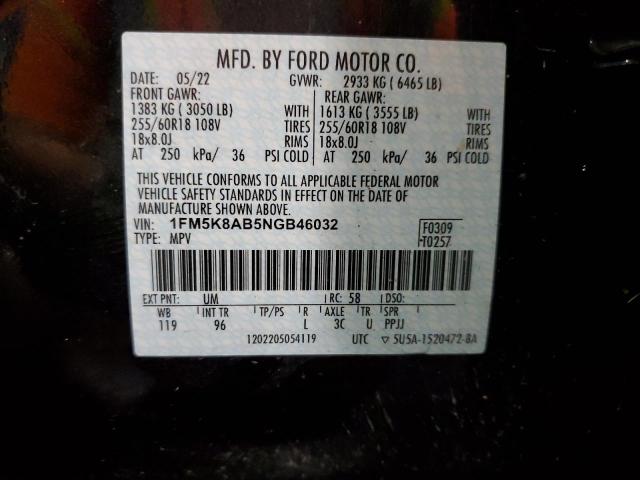 MFD. BY FORD MOTOR CO.
DATE: 05/22 GVWR: 2933 KG ( 6465 LB)
FRONT GAWR: REAR GAWR:
1383 KG ( 3050 LB) WITH 1613 KG ( 3555 LB) WITH
255/60R18 108V TIRES 255/60R18 108V TIRES
18x8.0J RIMS 18x8.0J RIMS
AT 250 kPa/ 36 PSI COLD AT 250 kPa/ 36 PSI COLD
THIS VEHICLE CONFORMS TO ALL APPLICABLE FEDERAL MOTOR
VEHICLE SAFETY STANDARDS IN EFFECT ON THE DATE OF
MANUFACTURE SHOWN ABOVE.
VIN: 1FM5K8AB5NGB46032 F0309
TYPE: MPV T0257
EXT PNT: UM RC: 58 DSO:
WB INT TR TP/PS R AXLE TR SPR
119 96 L 3C U PPJJ
1202205054119 UTC ▽ 5U5A-1520472-BA